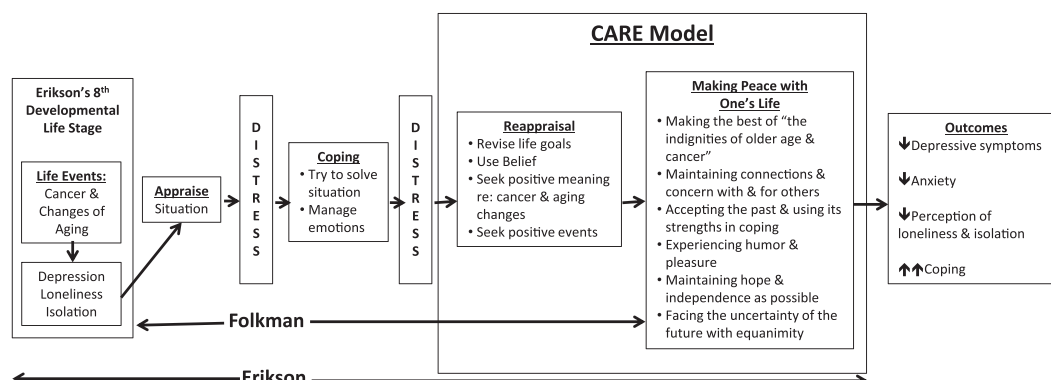 CARE Model
Erikson's 8th
Developmental
Life Stage
Life Events:
Cancer &
Changes of
Aging
Depression
Loneliness
Isolation
Appraise
Situation
D
I
S
T
R
E
S
S
Coping
• Try to solve
situation
• Manage
emotions
D
I
S
T
R
E
S
S
Reappraisal
• Revise life goals
• Use Belief
• Seek positive meaning
re: cancer & aging
changes
• Seek positive events
Making Peace with
One's Life
• Making the best of "the
indignities of older age &
cancer"
• Maintaining connections &
concern with & for others
• Accepting the past & using its
strengths in coping
• Experiencing humor &
pleasure
• Maintaining hope &
independence as possible
• Facing the uncertainty of the
future with equanimity
Outcomes
↓Depressive symptoms
↓Anxiety
↓Perception of
loneliness & isolation
↑↑Coping
Folkman
Erikson